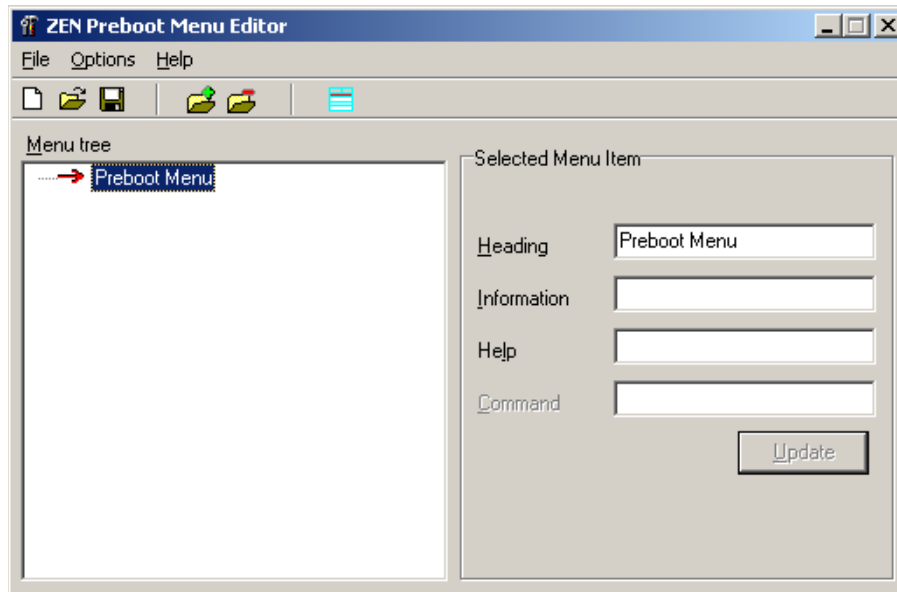 ZEN Preboot Menu Editor
File Options Help
Menu tree
Preboot Menu
Selected Menu Item
Heading
Preboot Menu
Information
Help
Command
Update